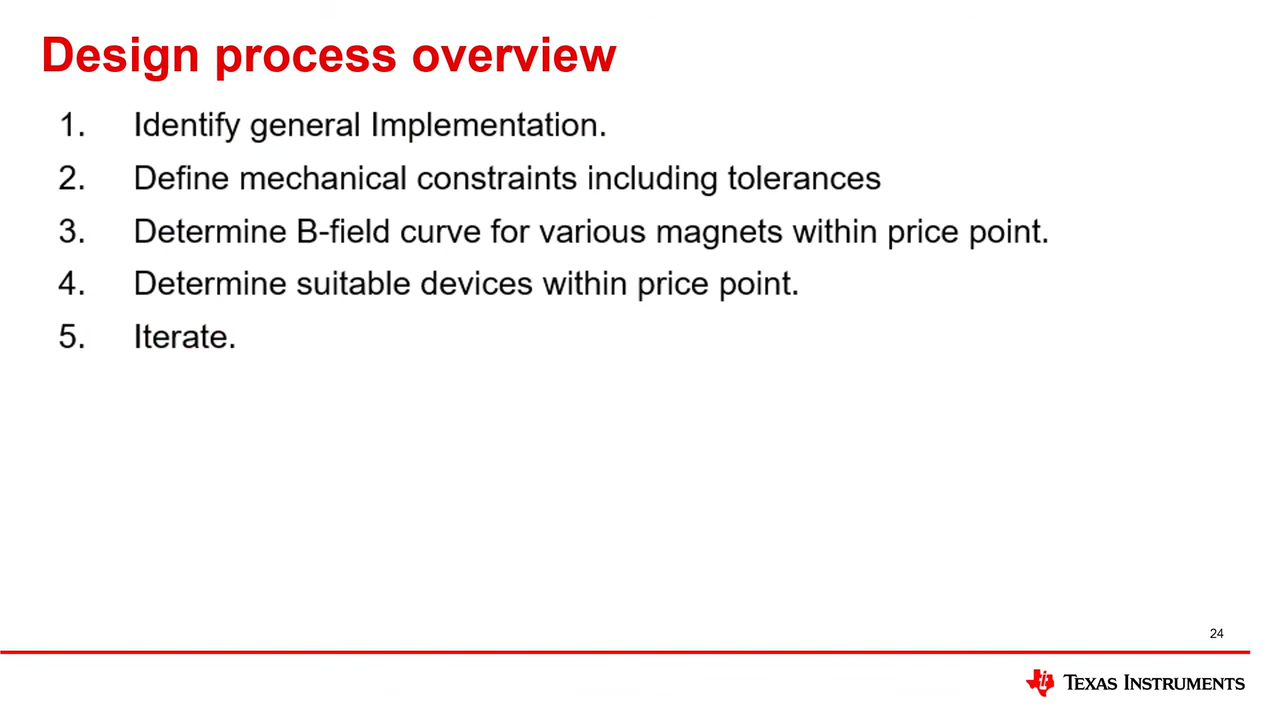 Design process overview
1. Identify general Implementation.
2. Define mechanical constraints including tolerances
3. Determine B-field curve for various magnets within price point.
4. Determine suitable devices within price point.
5. Iterate.
24
TEXAS INSTRUMENTS